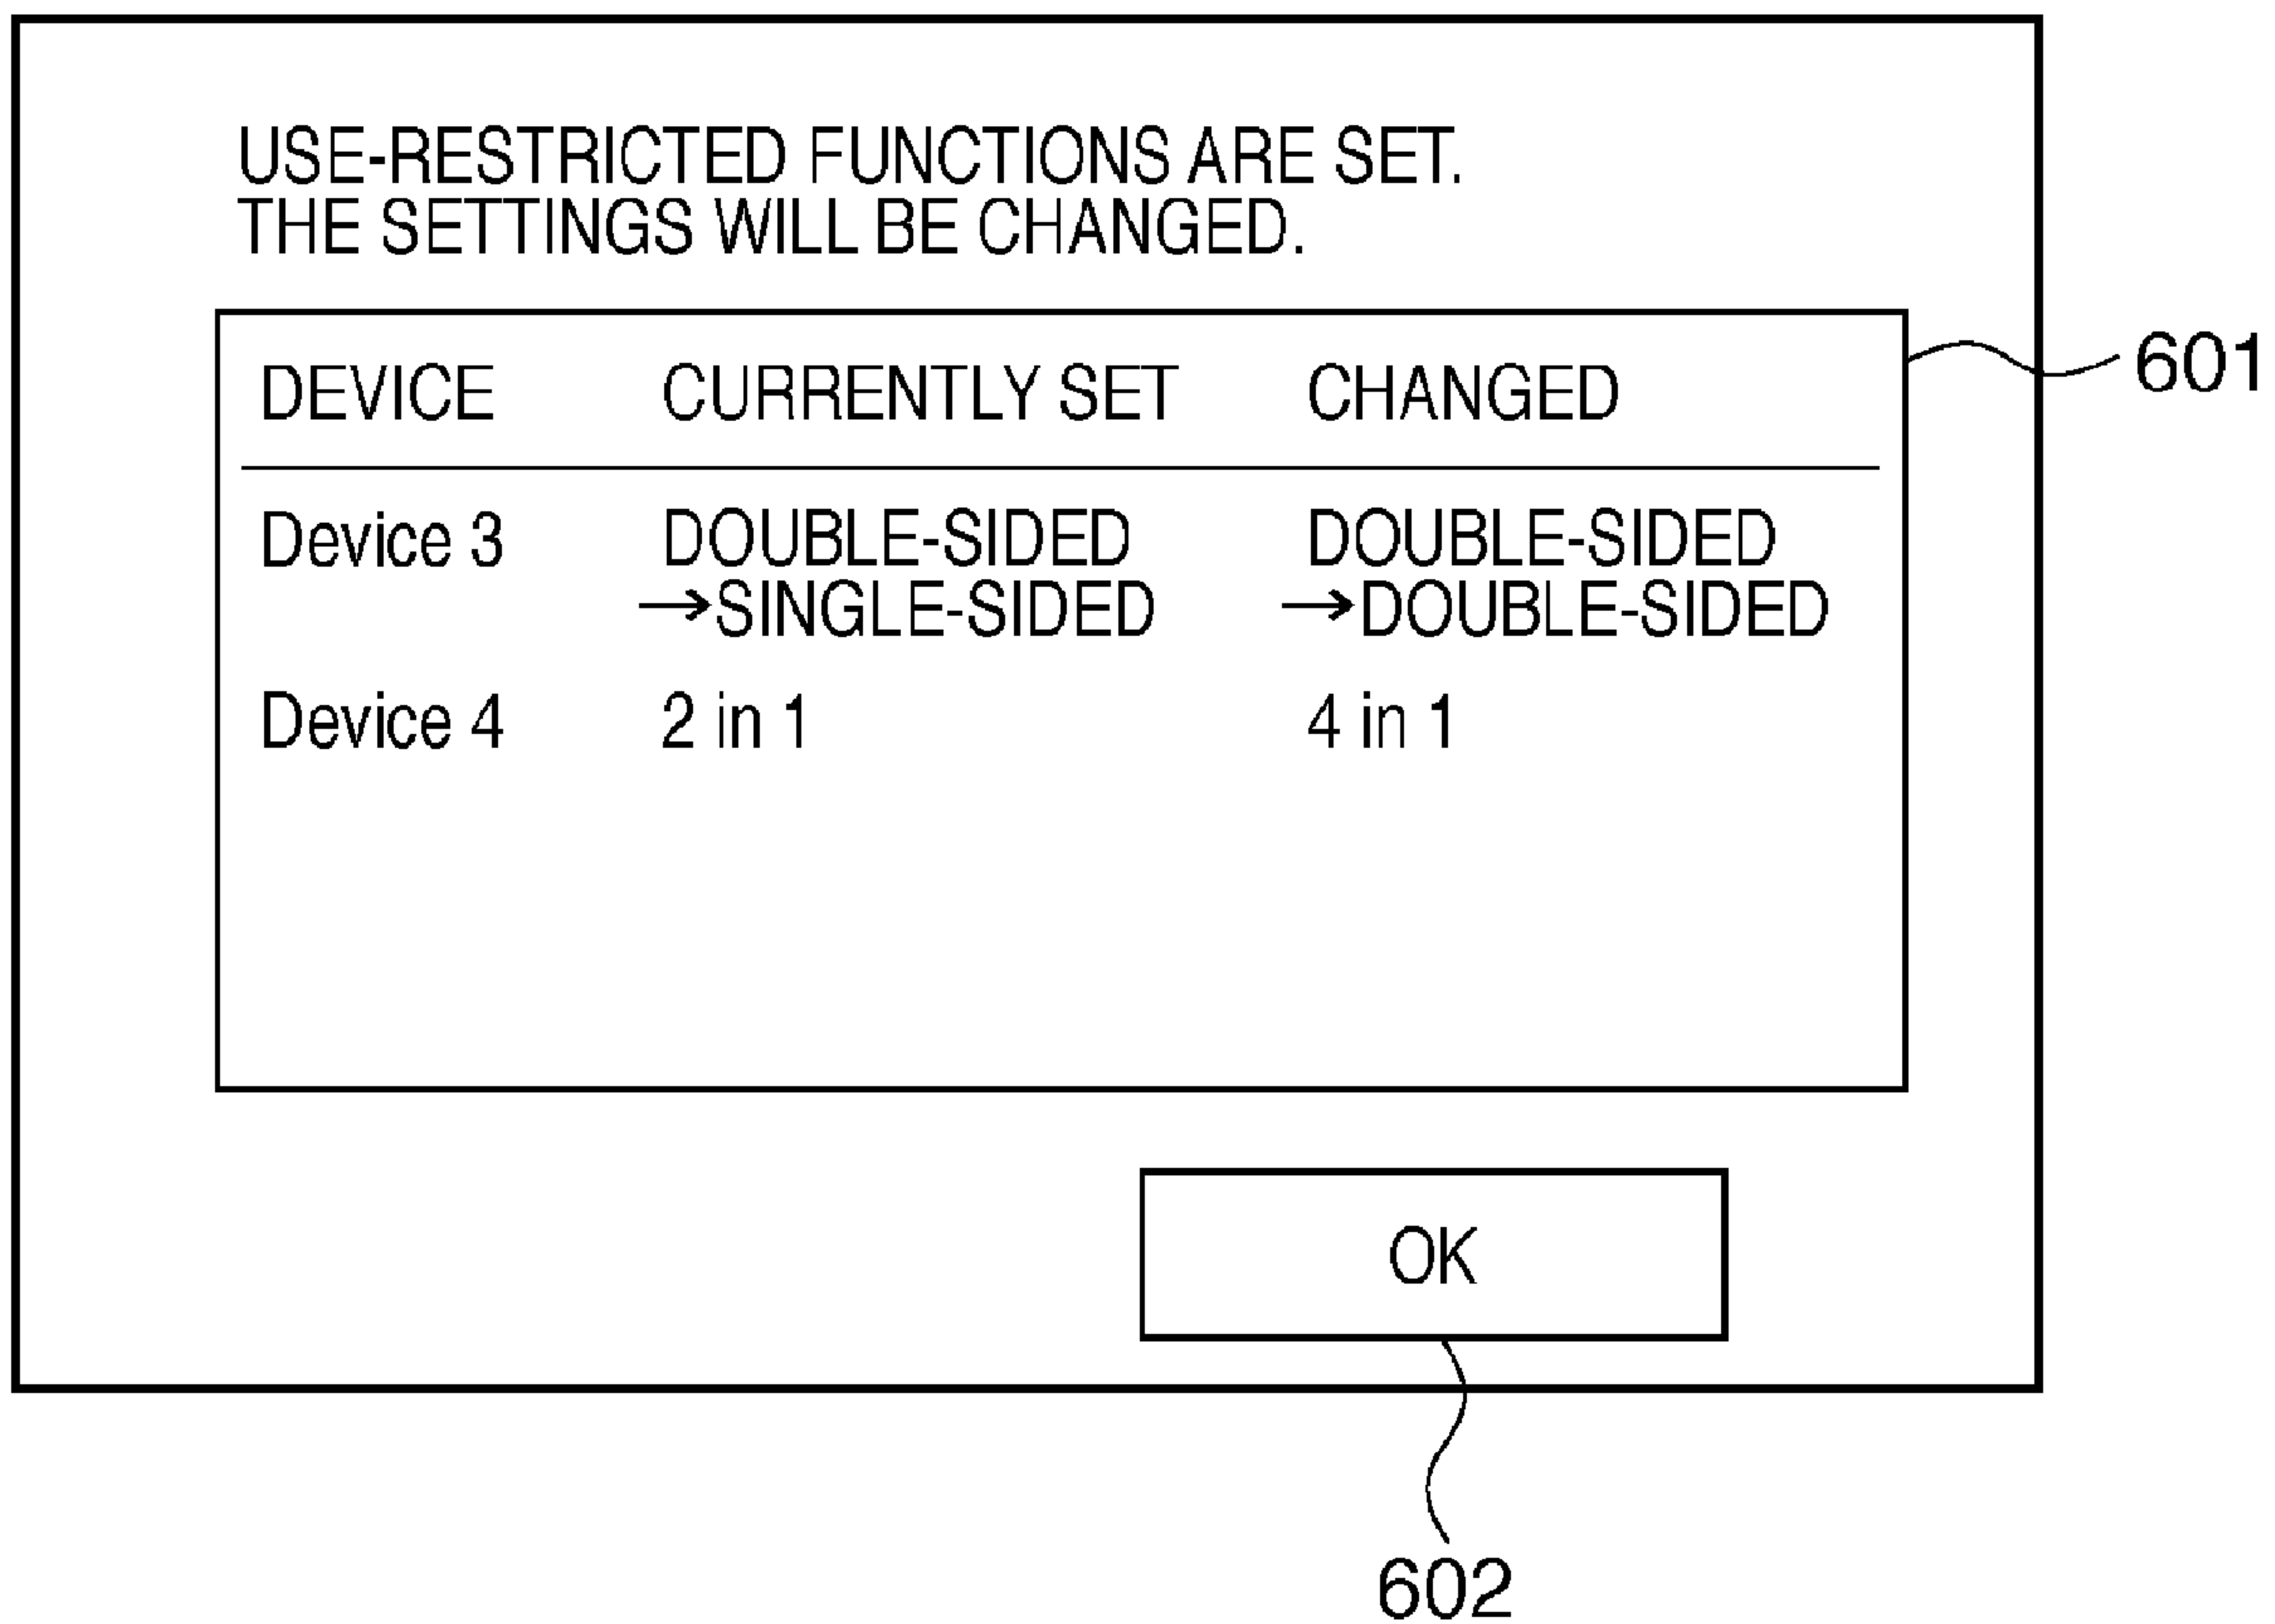 USE-RESTRICTED FUNCTIONS ARE SET.
THE SETTINGS WILL BE CHANGED.
DEVICE CURRENTLY SET CHANGED
601
Device 3 DOUBLE-SIDED DOUBLE-SIDED
→SINGLE-SIDED →DOUBLE-SIDED
Device 4 2 in 1 4 in 1
OK
602